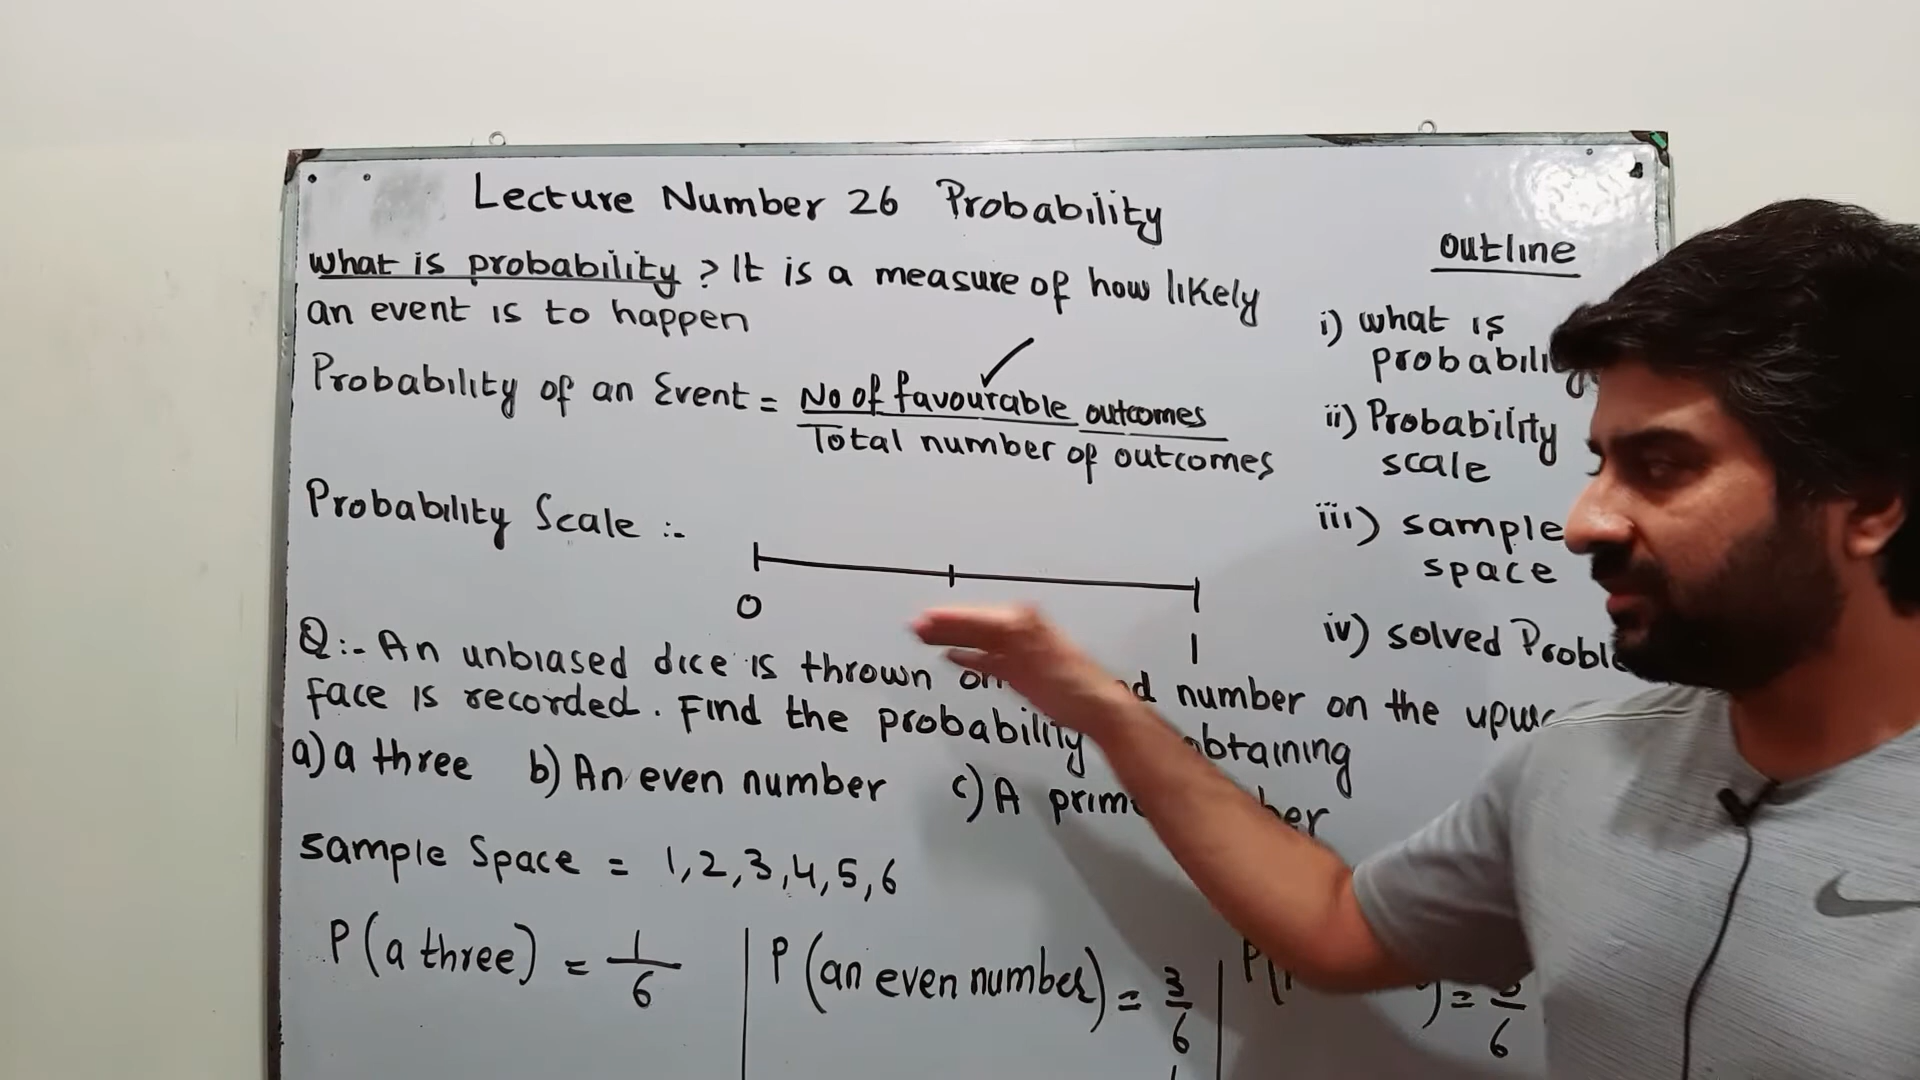 Lecture Number 26 Probability
what is probability ? It is a measure of how likely
an event is to happen
Probability of an Event = No of favourable outcomes
Total number of outcomes
Probability Scale :-
0
1
Q:- An unbiased dice is thrown number on the
face is recorded. Find the probability obtaining
a) a three b) An even number c) A
Sample Space = 1,2,3,4,5,6
P (a three) = 1/6
P (an even number) = 3/6
= /6
outline
i) what is
ii) Probability
scale
iii) sample
space
iv) solved